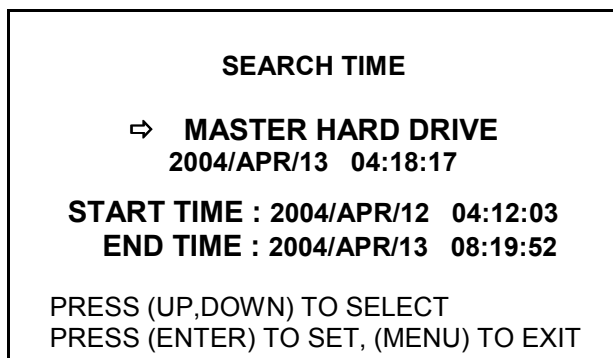 SEARCH TIME
⇨ MASTER HARD DRIVE
2004/APR/13 04:18:17
START TIME : 2004/APR/12 04:12:03
END TIME : 2004/APR/13 08:19:52
PRESS (UP,DOWN) TO SELECT
PRESS (ENTER) TO SET, (MENU) TO EXIT